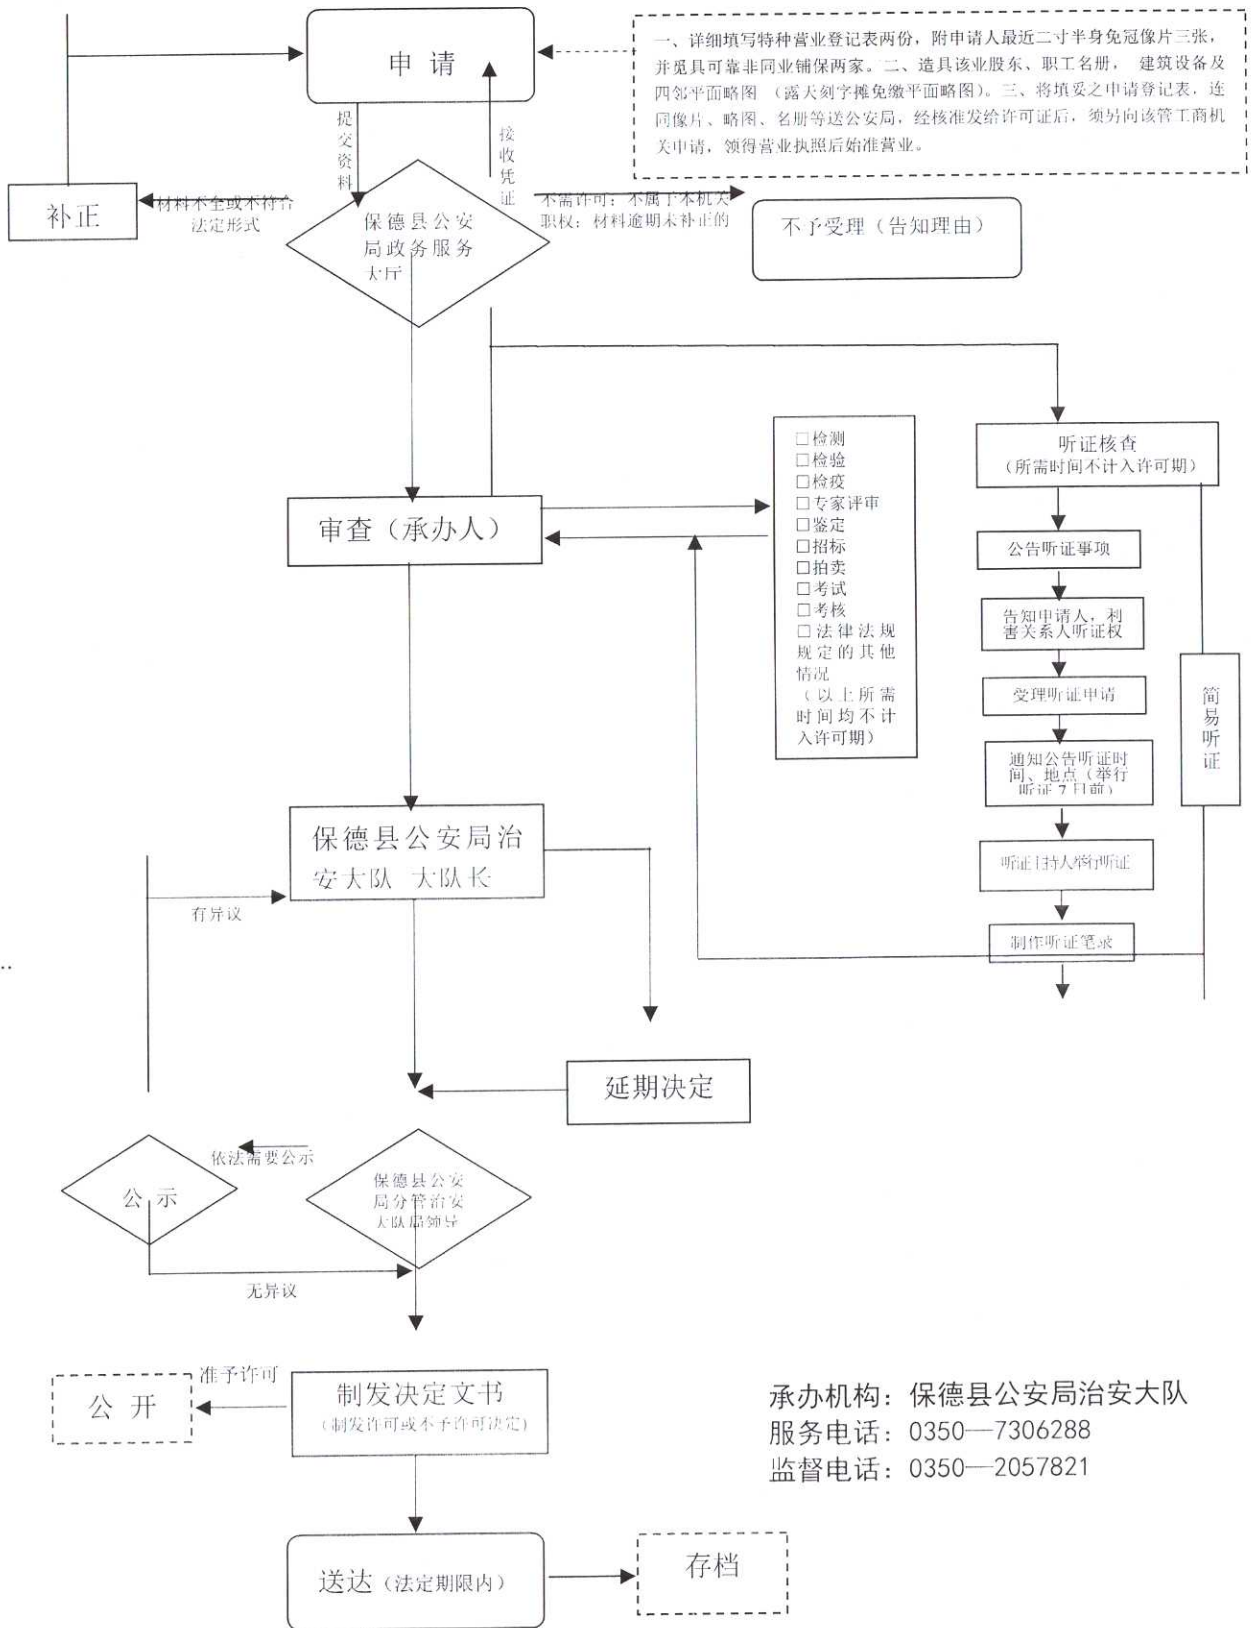 申 请
一、详细填写特种营业登记表两份，附申请人最近二寸半身免冠像片三张，
并觅具可靠非同业铺保两家。二、造具该业股东、职工名册， 建筑设备及
四邻平面略图 （露天刻字摊免缴平面略图）。三、将填妥之申请登记表，连
同像片、略图、名册等送公安局，经核准发给许可证后，须另向该管工商机
关申请，领得营业执照后始准营业。
提交资料
接收凭证
补正
材料不全或不符合
法定形式
保德县公安
局政务服务
大厅
不需许可；不属于本机关
职权；材料逾期未补正的
不予受理（告知理由）
审查（承办人）
□检测
□检验
□检疫
□专家评审
□鉴定
□招标
□拍卖
□考试
□考核
□法律法规
规定的其他
情况
（以上所需
时间均不计
入许可期）
听证核查
（所需时间不计入许可期）
公告听证事项
告知申请人，利
害关系人听证权
受理听证申请
通知公告听证时
间、地点（举行
听证 7 日前）
听证主持人举行听证
制作听证笔录
简易听证
保德县公安局治
安大队 大队长
有异议
..
延期决定
依法需要公示
公 示
保德县公安
局分管治安
大队局领导
无异议
准予许可
公 开
制发决定文书
（制发许可或不予许可决定）
承办机构：保德县公安局治安大队
服务电话：0350—7306288
监督电话：0350—2057821
送达（法定期限内）
存档